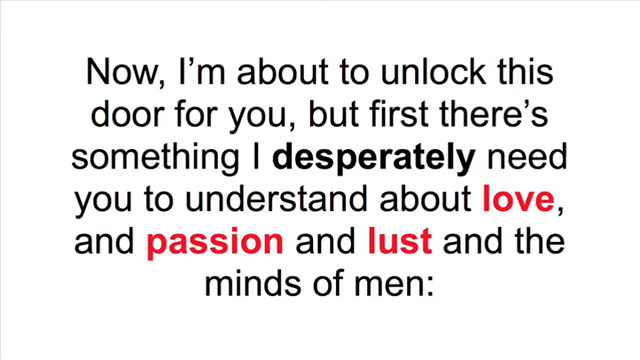 Now, I'm about to unlock this
door for you, but first there's
something I desperately need
you to understand about love,
and passion and lust and the
minds of men: